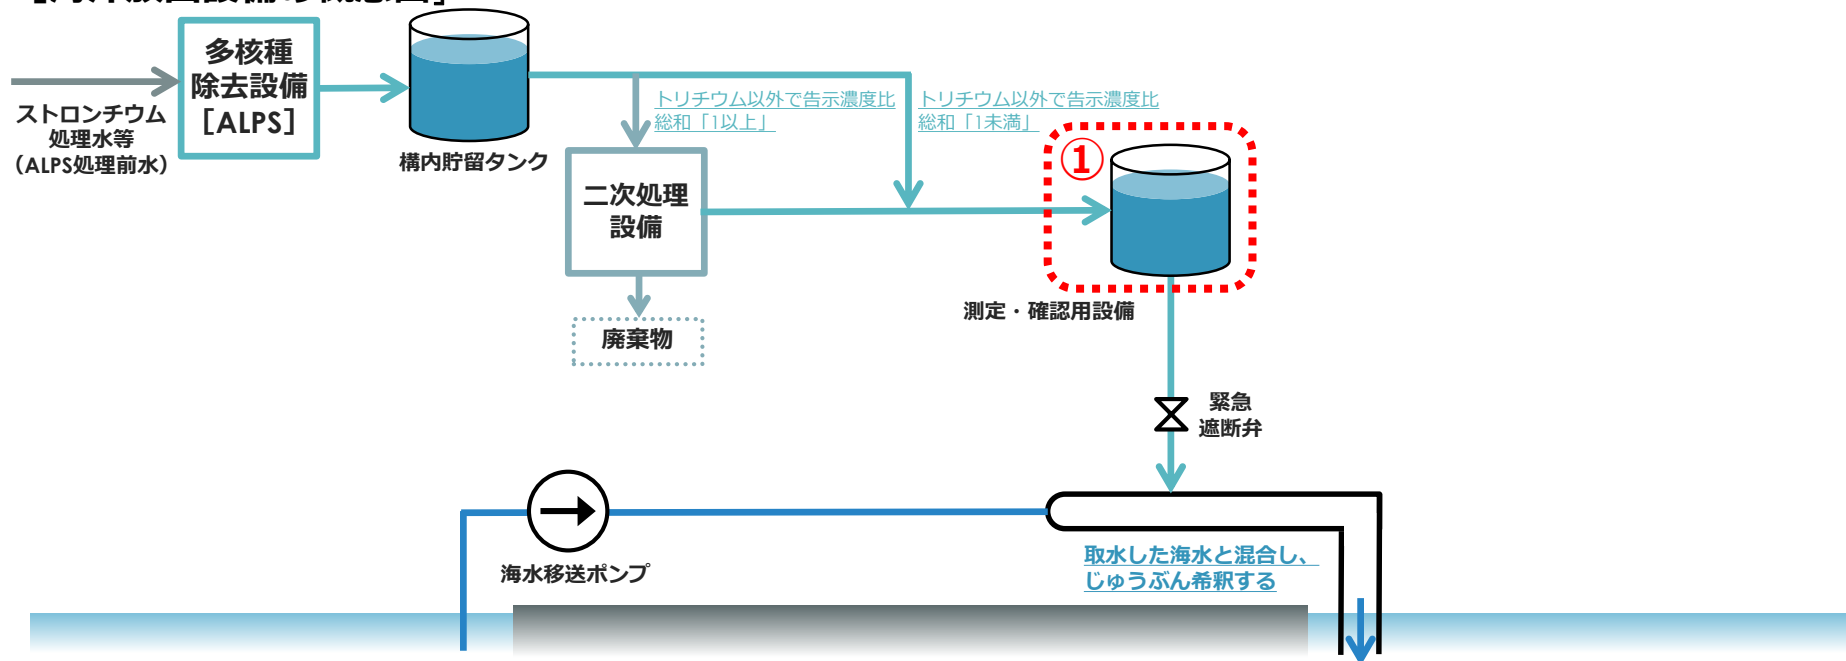 多核種
除去設備
［ALPS］
ストロンチウム
処理水等
（ALPS処理前水）
構内貯留タンク
トリチウム以外で告示濃度比
総和「1以上」
トリチウム以外で告示濃度比
総和「1未満」
①
二次処理
設備
廃棄物
測定・確認用設備
緊急
遮断弁
海水移送ポンプ
取水した海水と混合し、
じゅうぶん希釈する